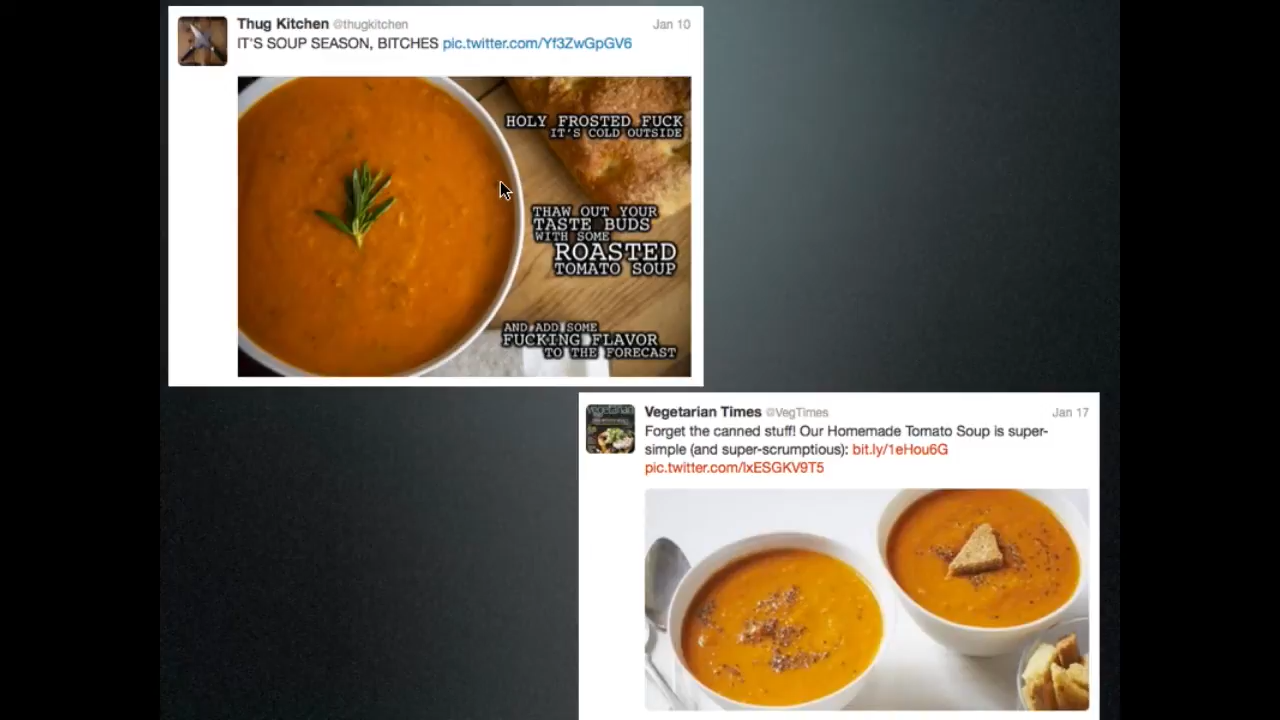 Thug Kitchen @thugkitchen Jan 10
IT'S SOUP SEASON, BITCHES pic.twitter.com/Yf3ZwGpGV6
HOLY FROSTED FUCK
IT'S COLD OUTSIDE
THAW OUT YOUR
TASTE BUDS
WITH SOME
ROASTED
TOMATO SOUP
AND ADD SOME
FUCKING FLAVOR
TO THE FORECAST
Vegetarian Times @VegTimes Jan 17
Forget the canned stuff! Our Homemade Tomato Soup is super-
simple (and super-scrumptious): bit.ly/1eHou6G
pic.twitter.com/lxESGKV9T5
vegetarian